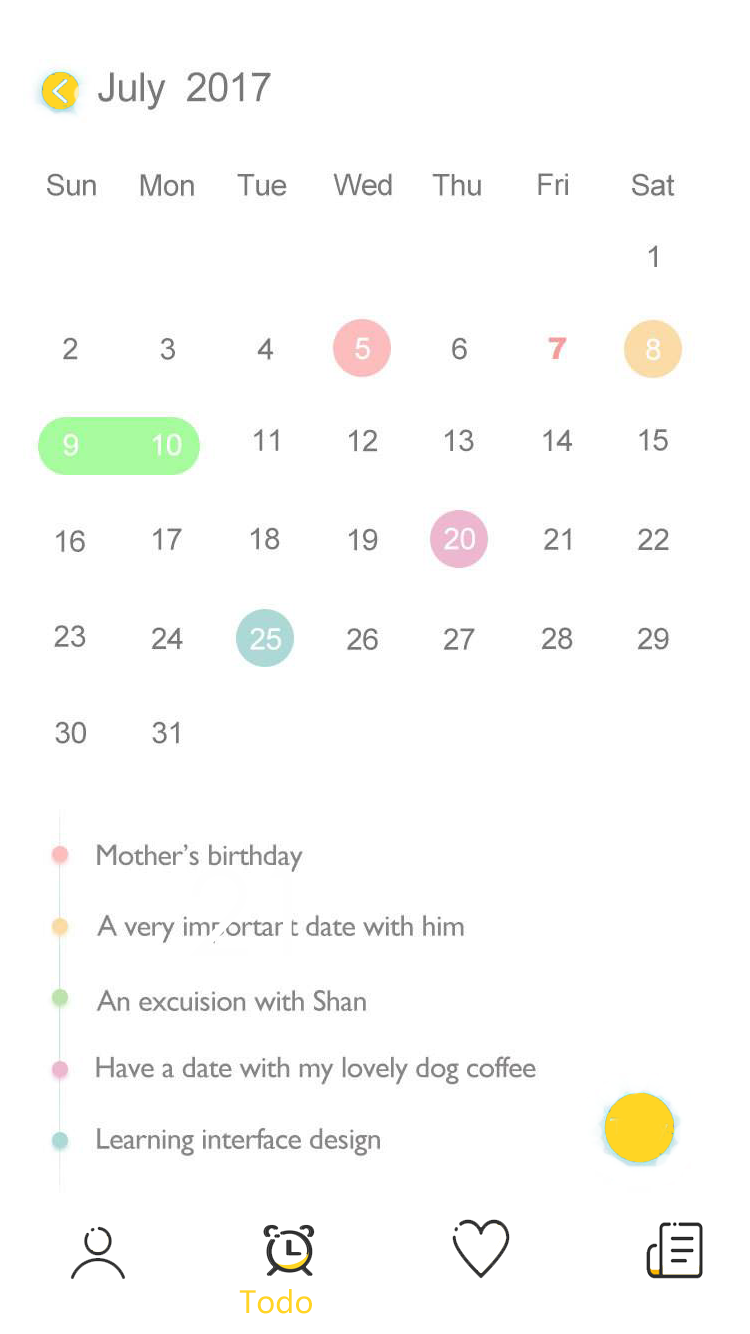 July 2017
Sun Mon Tue Wed Thu Fri Sat
1
2 3 4 5 6 7 8
9 10 11 12 13 14 15
16 17 18 19 20 21 22
23 24 25 26 27 28 29
30 31
Mother's birthday
A very important date with him
An excuision with Shan
Have a date with my lovely dog coffee
Learning interface design
Todo